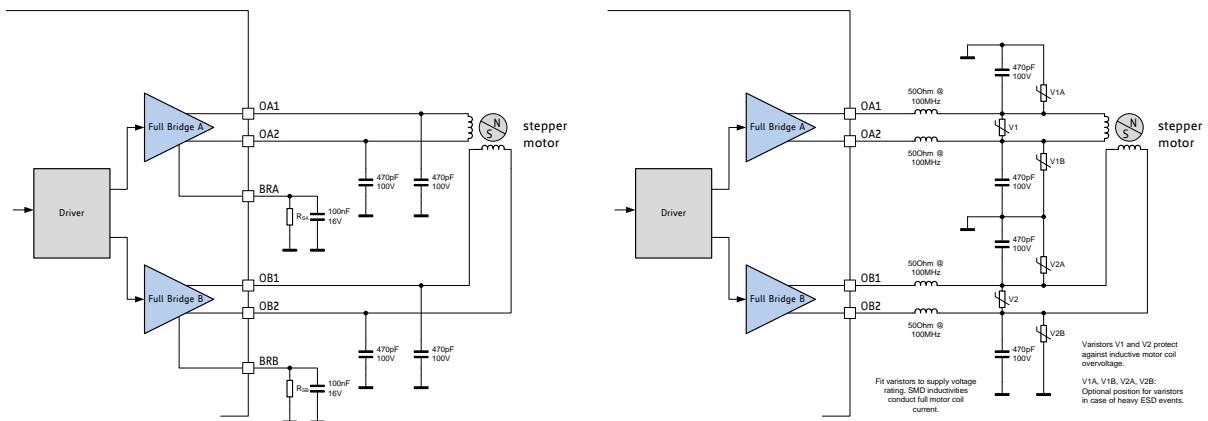 OA1
Full Bridge A
OA2
N
S
stepper
motor
470pF
100V
470pF
100V
BRA
RSA
100nF
16V
Driver
OB1
Full Bridge B
OB2
470pF
100V
470pF
100V
BRB
RSB
100nF
16V
470pF
100V
V1A
50Ohm @
100MHz
OA1
Full Bridge A
V1
OA2
N
S
stepper
motor
50Ohm @
100MHz
V1B
470pF
100V
Driver
470pF
100V
V2A
50Ohm @
100MHz
OB1
Full Bridge B
V2
OB2
50Ohm @
100MHz
V2B
470pF
100V
Varistors V1 and V2 protect
against inductive motor coil
overvoltage.
V1A, V1B, V2A, V2B:
Optional position for varistors
in case of heavy ESD events.
Fit varistors to supply voltage
rating. SMD inductivities
conduct full motor coil
current.